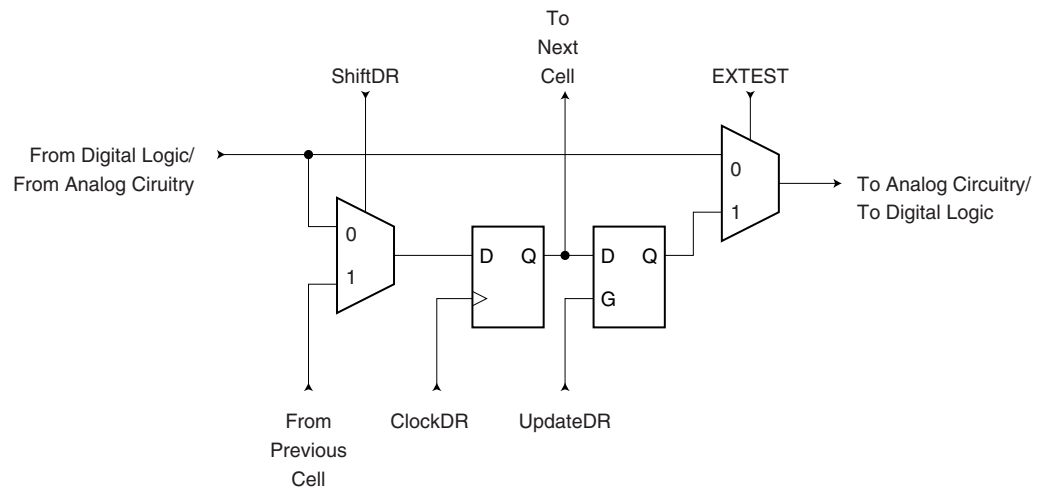 To
Next
Cell
ShiftDR
EXTEST
From Digital Logic/
From Analog Ciruitry
0
1
D Q
D Q
G
0
1
To Analog Circuitry/
To Digital Logic
From
Previous
Cell
ClockDR
UpdateDR